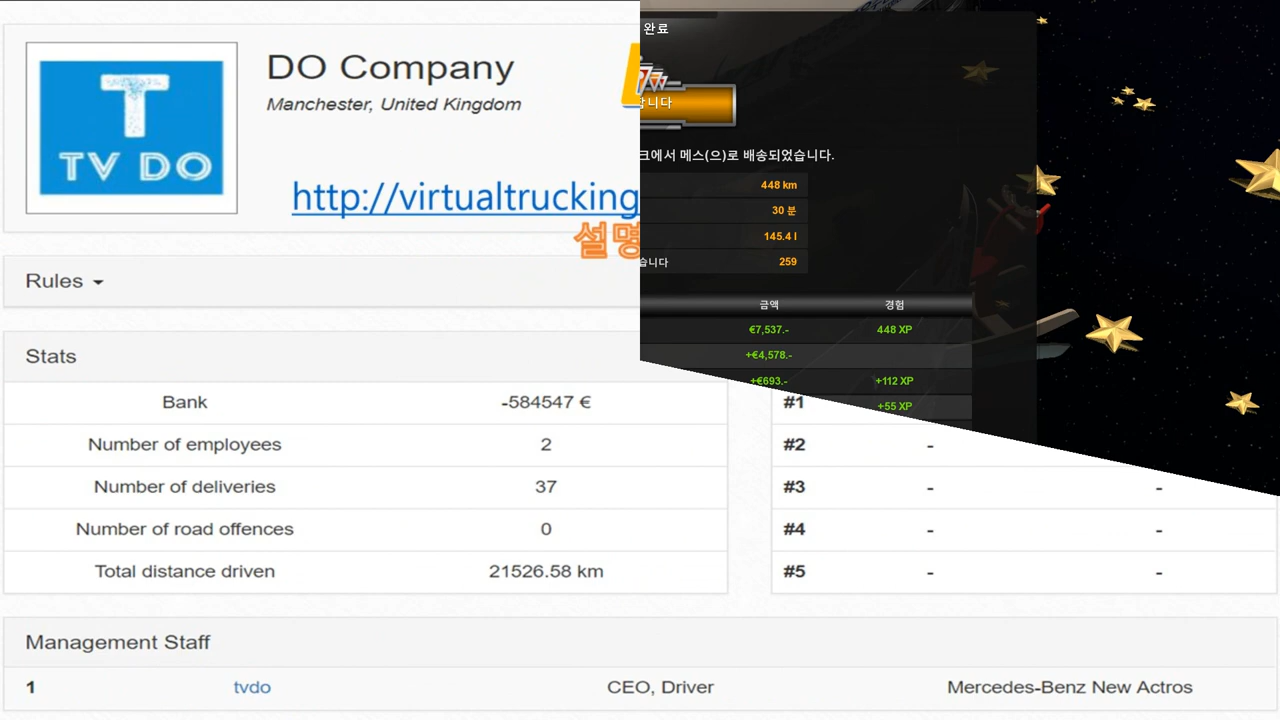 T
TV DO
DO Company
Manchester, United Kingdom
http://virtualtrucking
설명
Rules
Stats
Bank -584547 €
Number of employees 2
Number of deliveries 37
Number of road offences 0
Total distance driven 21526.58 km
완료
합니다
크에서 메스(으)로 배송되었습니다.
448 km
30 분
145.4 l
습니다 259
금액 경험
€7,537.- 448 XP
+€4,578.-
+€693.- +112 XP
+55 XP
#1
#2 -
#3 - -
#4 - -
#5 - -
Management Staff
1 tvdo CEO, Driver Mercedes-Benz New Actros